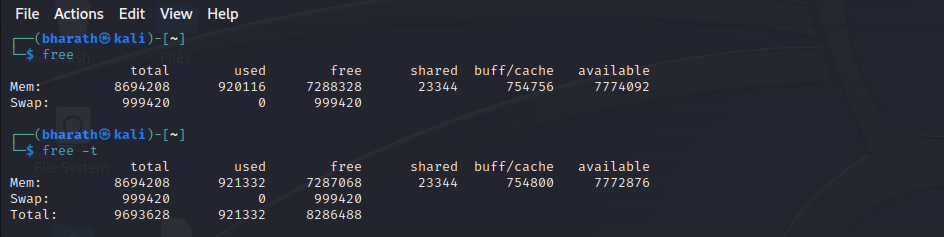 File Actions Edit View Help
┌──(bharath㉿kali)-[~]
└─$ free
               total        used        free      shared  buff/cache   available
Mem:         8694208      920116     7288328       23344      754756     7774092
Swap:         999420           0      999420
┌──(bharath㉿kali)-[~]
└─$ free -t
File System
               total        used        free      shared  buff/cache   available
Mem:         8694208      921332     7287068       23344      754800     7772876
Swap:         999420           0      999420
Total:       9693628      921332     8286488